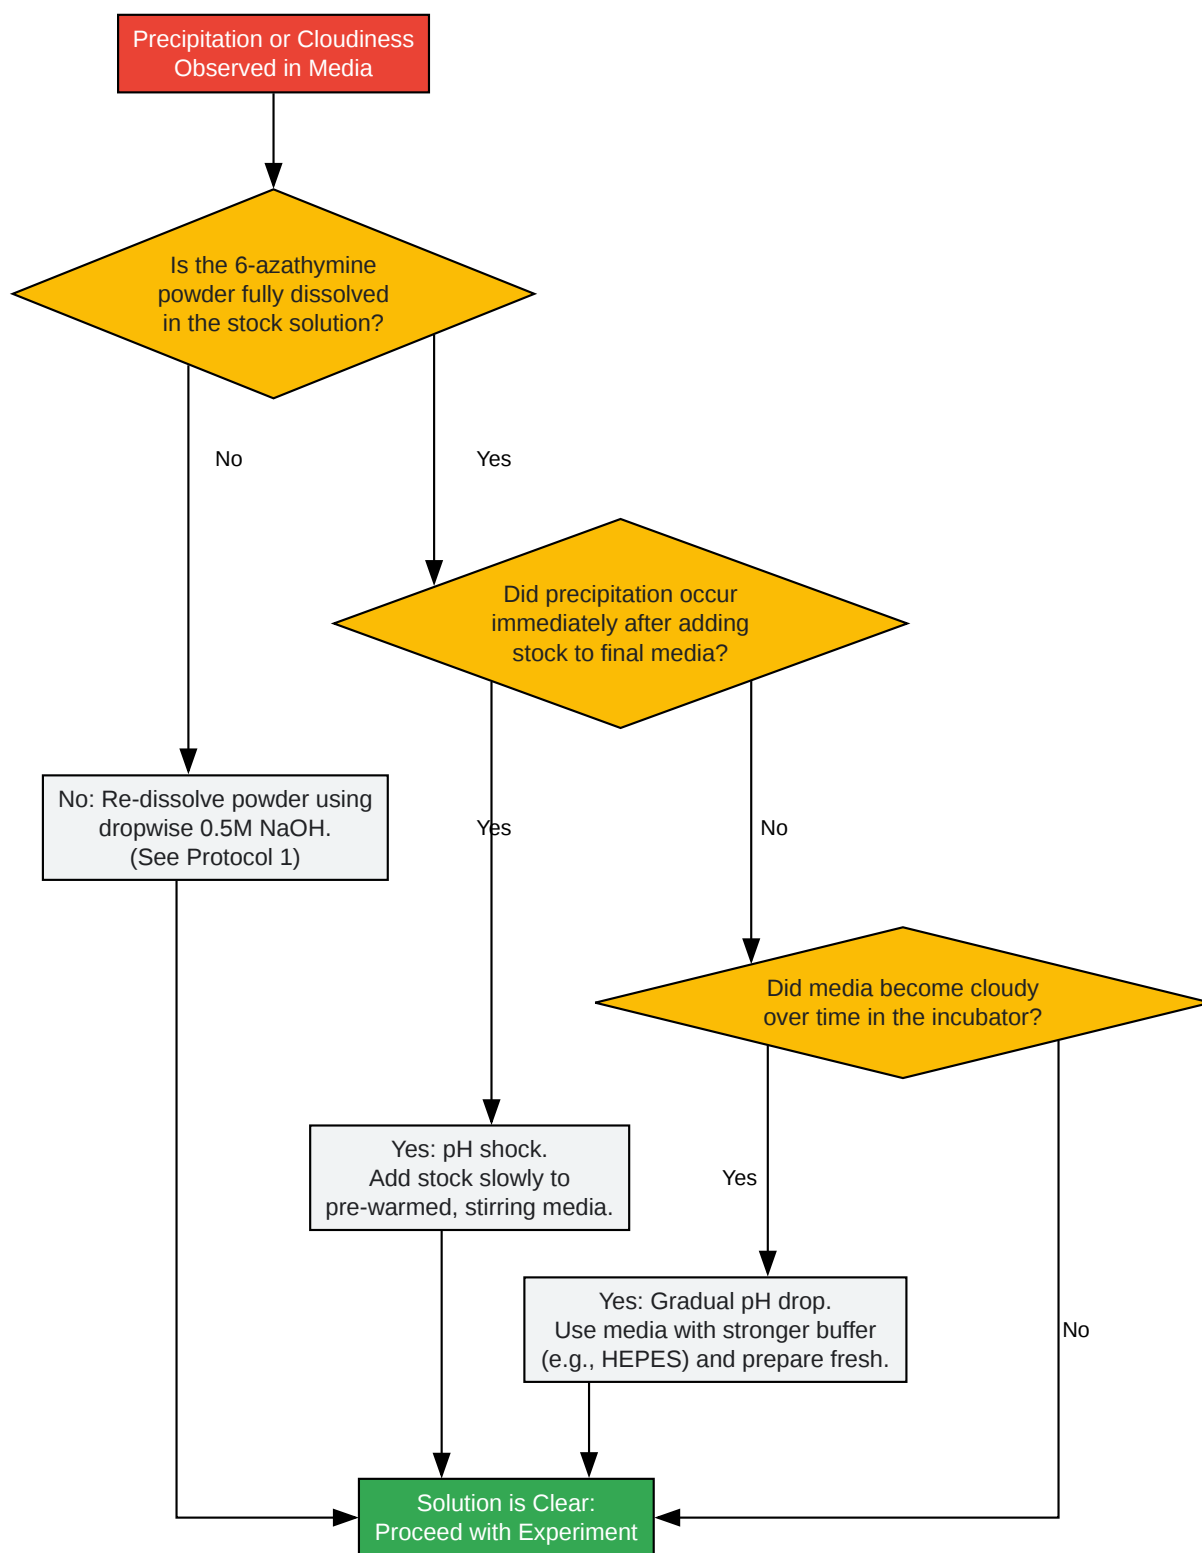 Precipitation or Cloudiness
Observed in Media
Is the 6-azathymine
powder fully dissolved
in the stock solution?
No
Yes
Did precipitation occur
immediately after adding
stock to final media?
No: Re-dissolve powder using
dropwise 0.5M NaOH.
(See Protocol 1)
Yes
No
Did media become cloudy
over time in the incubator?
Yes: pH shock.
Add stock slowly to
pre-warmed, stirring media.
Yes
Yes: Gradual pH drop.
Use media with stronger buffer
(e.g., HEPES) and prepare fresh.
No
Solution is Clear:
Proceed with Experiment